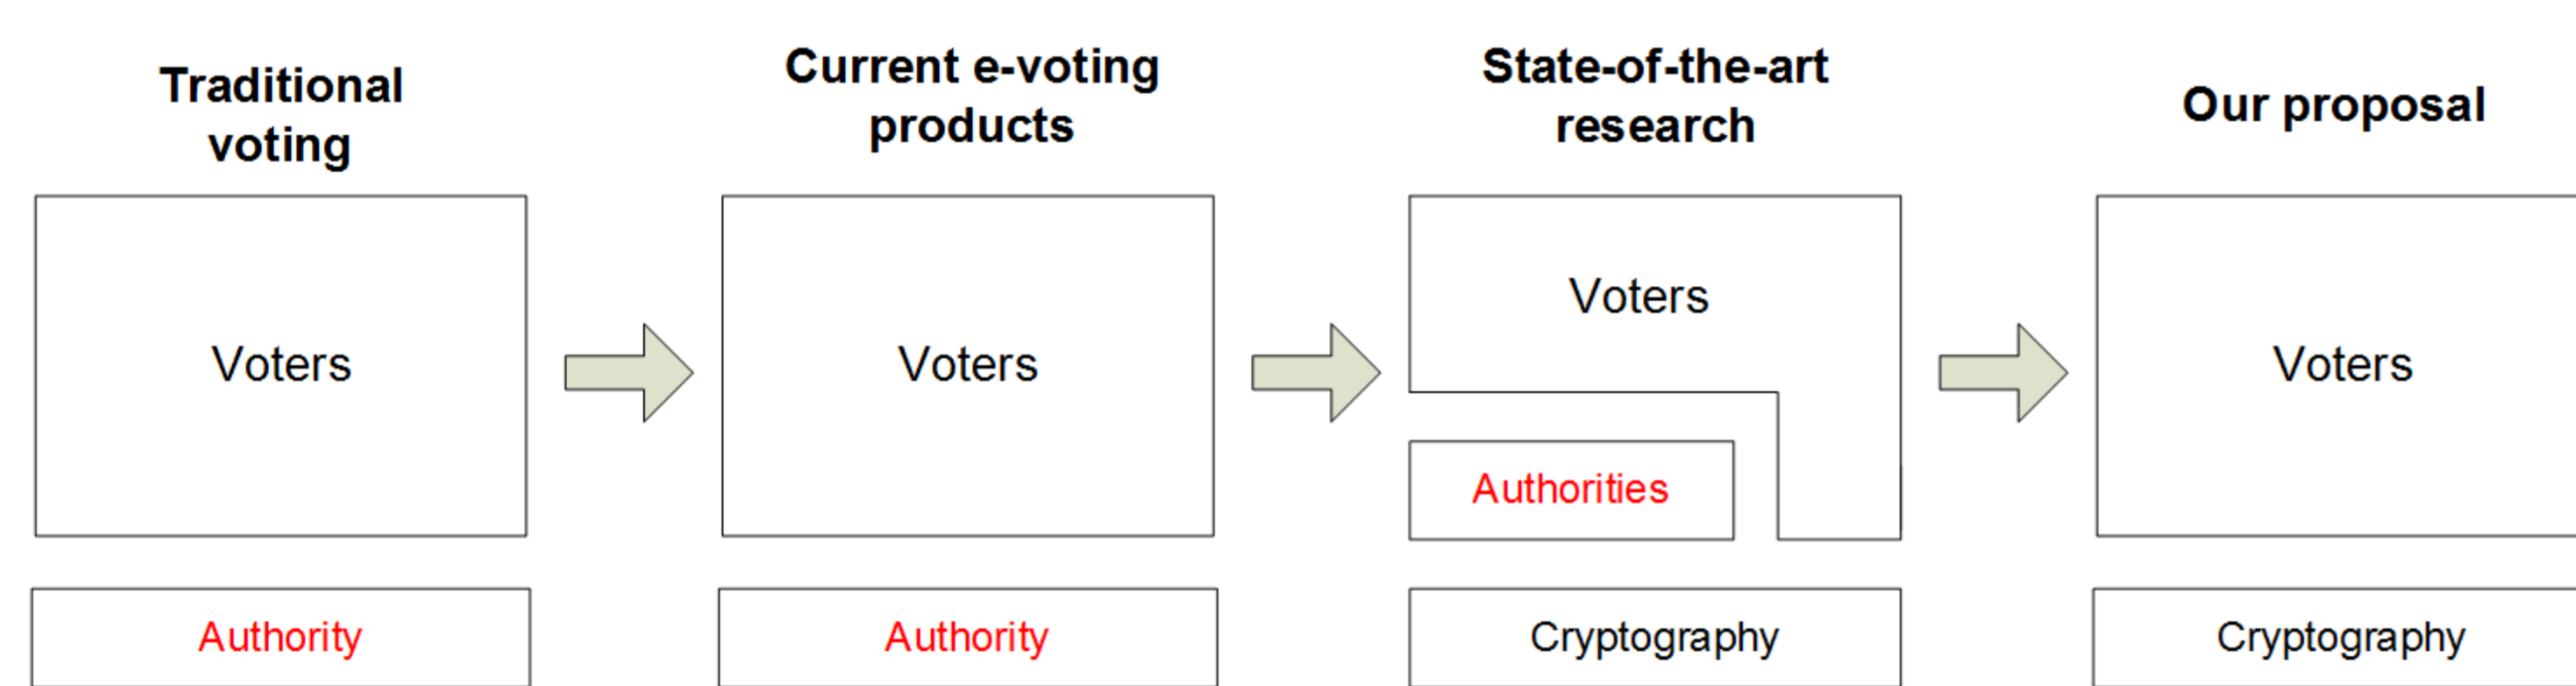 Traditional
voting
Current e-voting
products
State-of-the-art
research
Our proposal
Voters
Voters
Voters
Voters
Authorities
Authority
Authority
Cryptography
Cryptography